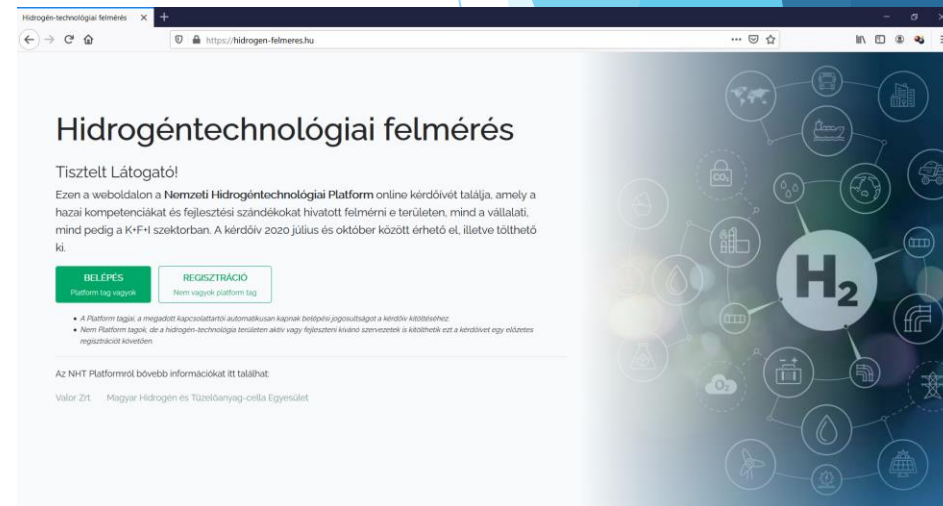 Hidrogén-technológiai felmérés
https://hidrogen-felmeres.hu
Hidrogéntechnológiai felmérés
Tisztelt Látogató!
Ezen a weboldalon a Nemzeti Hidrogéntechnológiai Platform online kérdőívét találja, amely a
hazai kompetenciákat és fejlesztési szándékokat hivatott felmérni e területen, mind a vállalati,
mind pedig a K+F+I szektorban. A kérdőív 2020 július és október között érhető el, illetve tölthető
ki.
BELÉPÉS
Platform tag vagyok
REGISZTRÁCIÓ
Nem vagyok platform tag
A Platform tagjai, a megadott kapcsolattartói automatikusan kapnak belépési jogosultságot a kérdőív kitöltéséhez.
Nem Platform tagok, de a hidrogén-technológia területen aktív vagy fejleszteni kívánó szervezetek is kitölthetik ezt a kérdőívet egy előzetes
regisztrációt követően.
Az NHT Platformról bővebb információkat itt találhat:
Valor Zrt. Magyar Hidrogén és Tüzelőanyag-cella Egyesület
CO₂
H₂
O₂